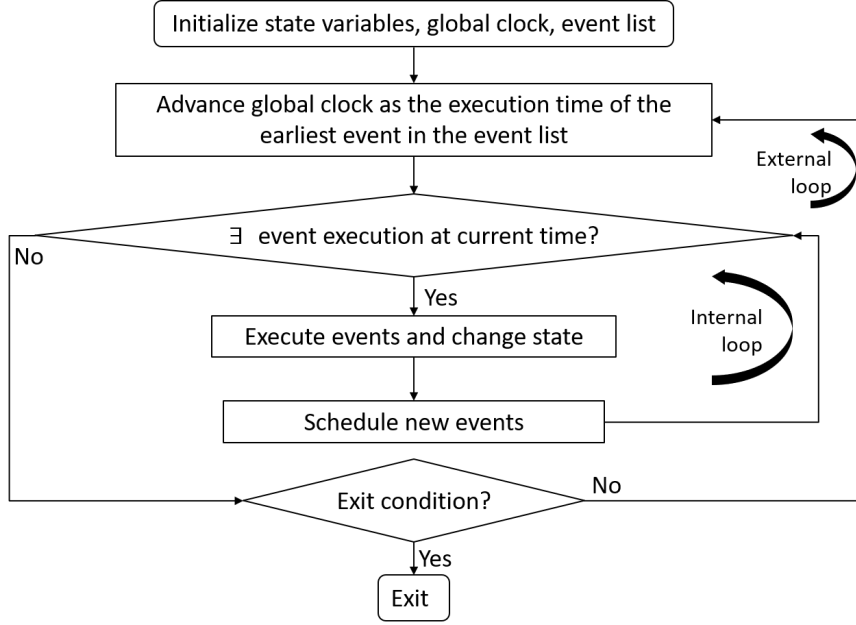 Initialize state variables, global clock, event list
Advance global clock as the execution time of the
earliest event in the event list
External
loop
∃ event execution at current time?
No
Yes
Internal
loop
Execute events and change state
Schedule new events
Exit condition?
No
Yes
Exit